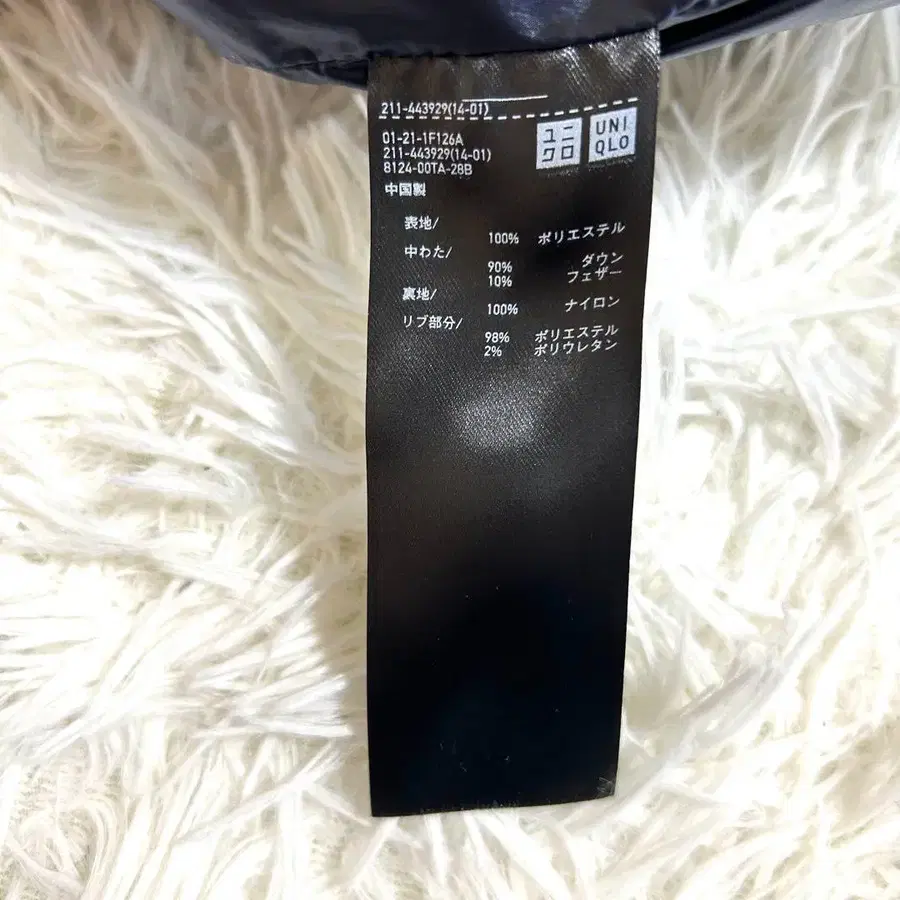 211-443929(14-01)
ユニ
クロ
UNI
QLO
01-21-1F126A
211-443929(14-01)
8124-00TA-28B
中国製
表地/
100% ポリエステル
中わた/
90% ダウン
10% フェザー
裏地/
100% ナイロン
リブ部分/
98% ポリエステル
2% ポリウレタン